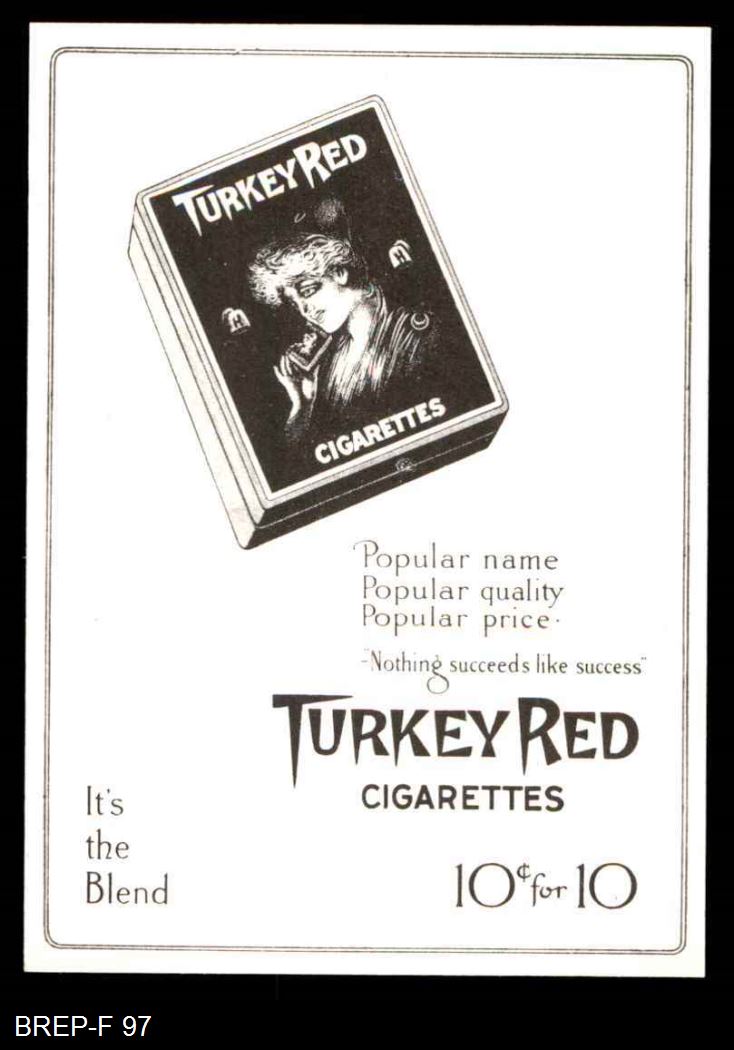 TURKEY RED
CIGARETTES
Popular name
Popular quality
Popular price.
"Nothing succeeds like success"
TURKEY RED
CIGARETTES
It's
the
Blend
10¢ for 10
BREP-F 97